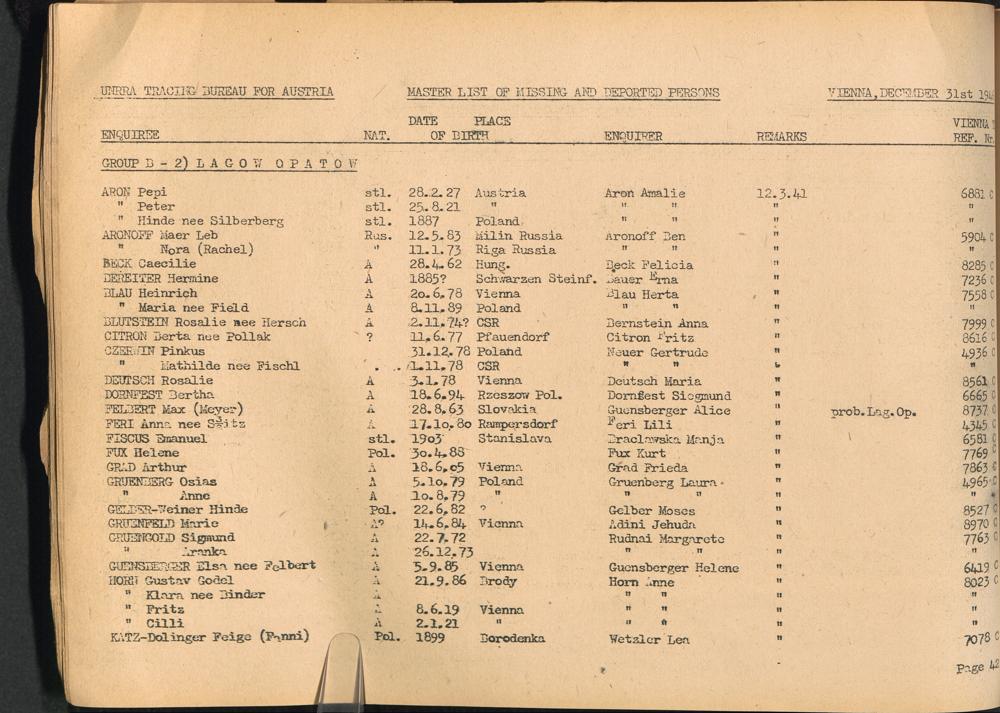 UNRRA TRACING BUREAU FOR AUSTRIA MASTER LIST OF MISSING AND DEPORTED PERSONS VIENNA, DECEMBER 31st 194
DATE PLACE VIENNA
ENQUIREE NAT. OF BIRTH ENQUIRER REMARKS REF. Nr.
GROUP B - 2) L A G O W O P A T O W
ARON Pepi stl. 28.2.27 Austria Aron Amalie 12.3.41 6881 c
" Peter stl. 25.8.21 " " " " "
" Hinde nee Silberberg stl. 1887 Poland " " " "
ARONOFF Maer Leb Rus. 12.5.83 Milin Russia Aronoff Ben " 5904 c
" Nora (Rachel) " 11.1.73 Riga Russia " " " "
BECK Caecilie A 28.4.62 Hung. Beck Felicia " 8285 c
BEREITER Hermine A 1885? Schwarzen Steinf. Bauer Erna " 7236 c
BLAU Heinrich A 20.6.78 Vienna Blau Herta " 7558 c
" Maria nee Field A 8.11.89 Poland " " " "
BLUTSTEIN Rosalie nee Hersch A 2.11.74? CSR Bernstein Anna " 7999 c
CITRON Berta nee Pollak ? 11.6.77 Pfauendorf Citron Fritz " 8616 c
CZERWIN Pinkus 31.12.78 Poland Neuer Gertrude " 4936 c
" Mathilde nee Fischl . . 1.11.78 CSR " " " "
DEUTSCH Rosalie A 3.1.78 Vienna Deutsch Maria " 8561 c
DORNFEST Bertha A 18.6.94 Rzeszow Pol. Dornfest Siegmund " 6665 c
FELBERT Max (Meyer) A 28.8.63 Slovakia Guensberger Alice " prob.Lag.Op. 8737 c
FERI Anna nee A 17.10.80 Rampersdorf Feri Lili " 4345 c
FISCUS Emanuel stl. 1903 Stanislava Braclawska Manja " 6581 c
FUX Helene Pol. 30.4.88 Fux Kurt " 7769 c
GRAD Arthur A 18.6.05 Vienna Grad Frieda " 7863 c
GRUENBERG Osias A 5.10.79 Poland Gruenberg Laura " 4965 c
" Anne A 10.8.79 " " " " "
GELBER-Weiner Hinde Pol. 22.6.82 ? Gelber Moses " 8527 c
GRUENFELD Marie A? 14.6.84 Vienna Adini Jehuda " 8970 c
GRUENGOLD Sigmund A 22.7.72 Rudnai Margarete " 7763 c
" Aranka A 26.12.73 " " " "
GUENSBERGER Elsa nee Felbert A 5.9.85 Vienna Guensberger Helene " 6419 c
HORN Gustav Godel A 21.9.86 Brody Horn Anne " 8023 c
" Klara nee Binder A " " " "
" Fritz A 8.6.19 Vienna " " " "
" Cilli A 2.1.21 " " " " "
KATZ-Dolinger Feige (Fanni) Pol. 1899 Borodenka Wetzler Lea " 7078 c
Page 42